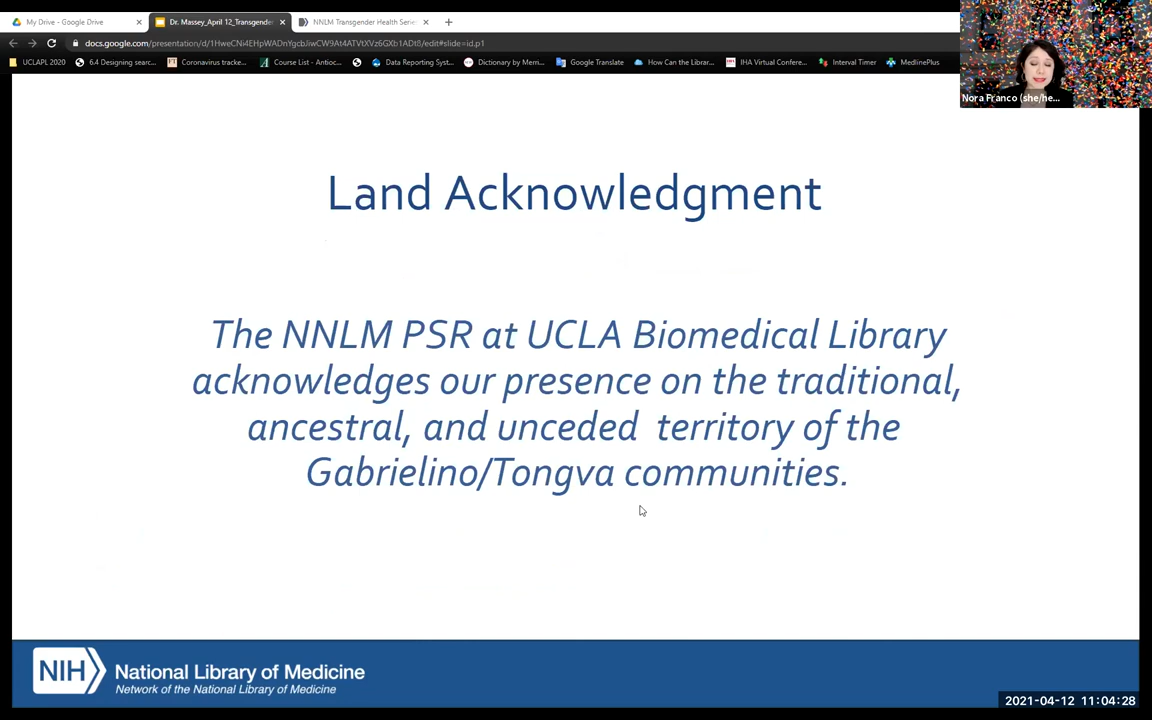 My Drive - Google Drive
Dr. Massey_April 12_Transgende
NNLM Transgender Health Serie
docs.google.com/presentation/d/1HweCNi4EHpWADnYgcbJiwCW9At4ATVtXVz6GXb1ADt8/edit#slide=id.p1
UCLAPL 2020
6.4 Designing searc...
Coronavirus tracke...
Course List - Antioc...
Data Reporting Syst...
Dictionary by Merri...
Google Translate
How Can the Librar...
IHA Virtual Confere...
Interval Timer
MedlinePlus
Nora Franco (she/he...
Land Acknowledgment
The NNLM PSR at UCLA Biomedical Library
acknowledges our presence on the traditional,
ancestral, and unceded territory of the
Gabrielino/Tongva communities.
NIH
National Library of Medicine
Network of the National Library of Medicine
2021-04-12 11:04:28